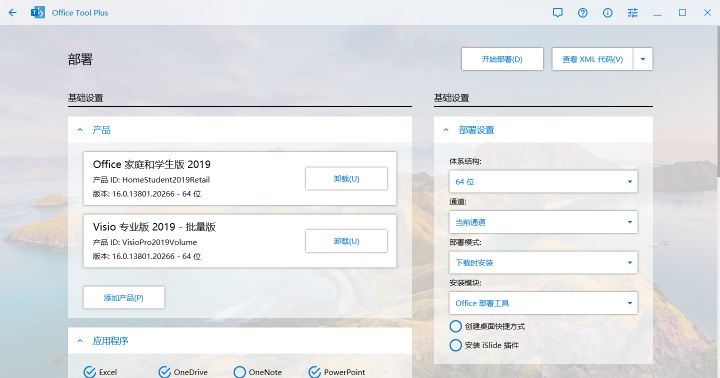 Office Tool Plus
部署
开始部署(D)
查看 XML 代码(V)
基础设置
产品
Office 家庭和学生版 2019
产品 ID: HomeStudent2019Retail
版本: 16.0.13801.20266 - 64 位
卸载(U)
Visio 专业版 2019 - 批量版
产品 ID: VisioPro2019Volume
版本: 16.0.13801.20266 - 64 位
卸载(U)
添加产品(P)
应用程序
Excel
OneDrive
OneNote
PowerPoint
基础设置
部署设置
体系结构:
64 位
通道:
当前通道
部署模式:
下载时安装
安装模块:
Office 部署工具
创建桌面快捷方式
安装 iSlide 插件